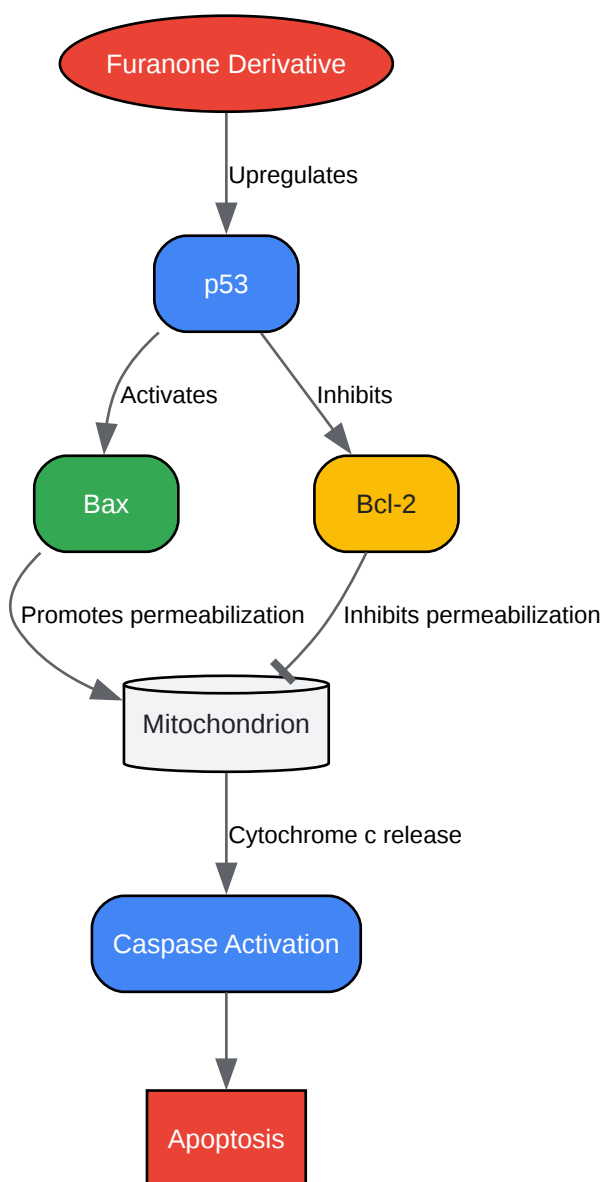 Furanone Derivative
Upregulates
p53
Activates
Inhibits
Bax
Bcl-2
Promotes permeabilization
Inhibits permeabilization
Mitochondrion
Cytochrome c release
Caspase Activation
Apoptosis